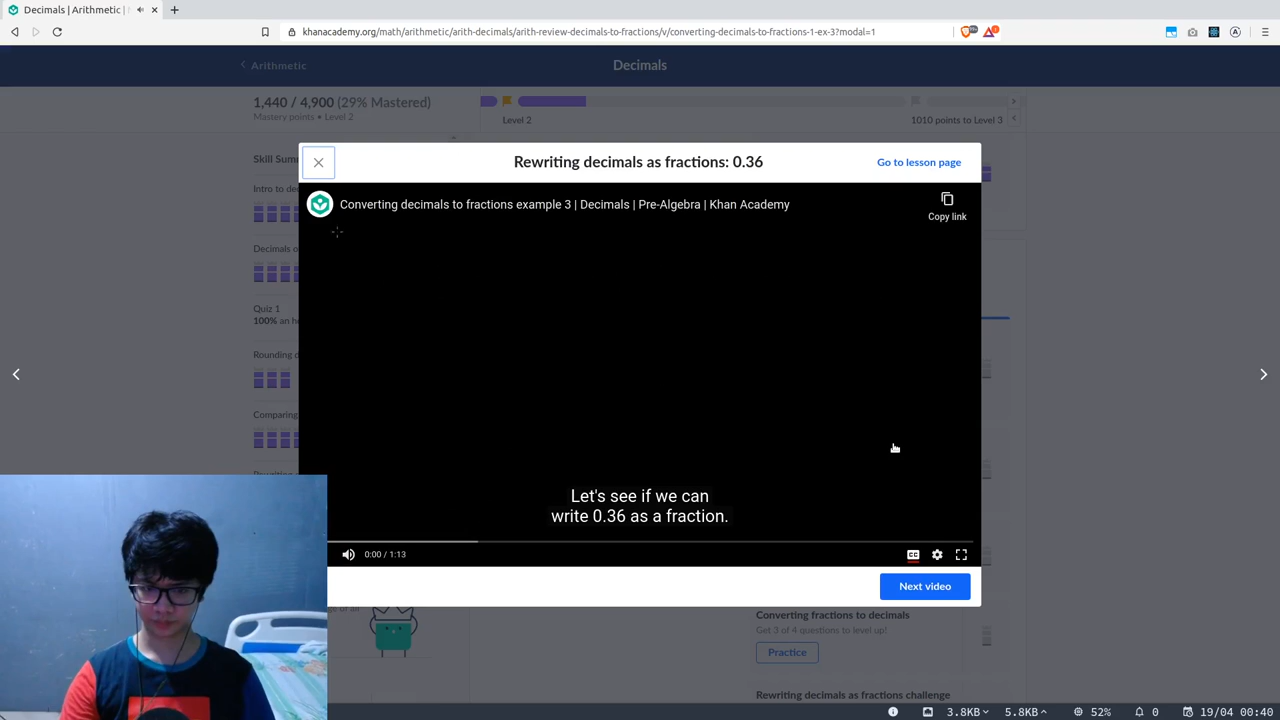 Decimals | Arithmetic |
khanacademy.org/math/arithmetic/arith-decimals/arith-review-decimals-to-fractions/v/converting-decimals-to-fractions-1-ex-3?modal=1
Arithmetic
Decimals
1,440 / 4,900 (29% Mastered)
Mastery points • Level 2
Level 2
1010 points to Level 3
Rewriting decimals as fractions: 0.36
Go to lesson page
Skill Sum
Intro to de
Decimals o
Quiz 1
100% an h
Rounding d
Comparing
Converting decimals to fractions example 3 | Decimals | Pre-Algebra | Khan Academy
Copy link
Let's see if we can
write 0.36 as a fraction.
0:00 / 1:13
CC
Next video
Converting fractions to decimals
Get 3 of 4 questions to level up!
Practice
Rewriting decimals as fractions challenge
3.8KB
5.8KB
52%
0
19/04 00:40